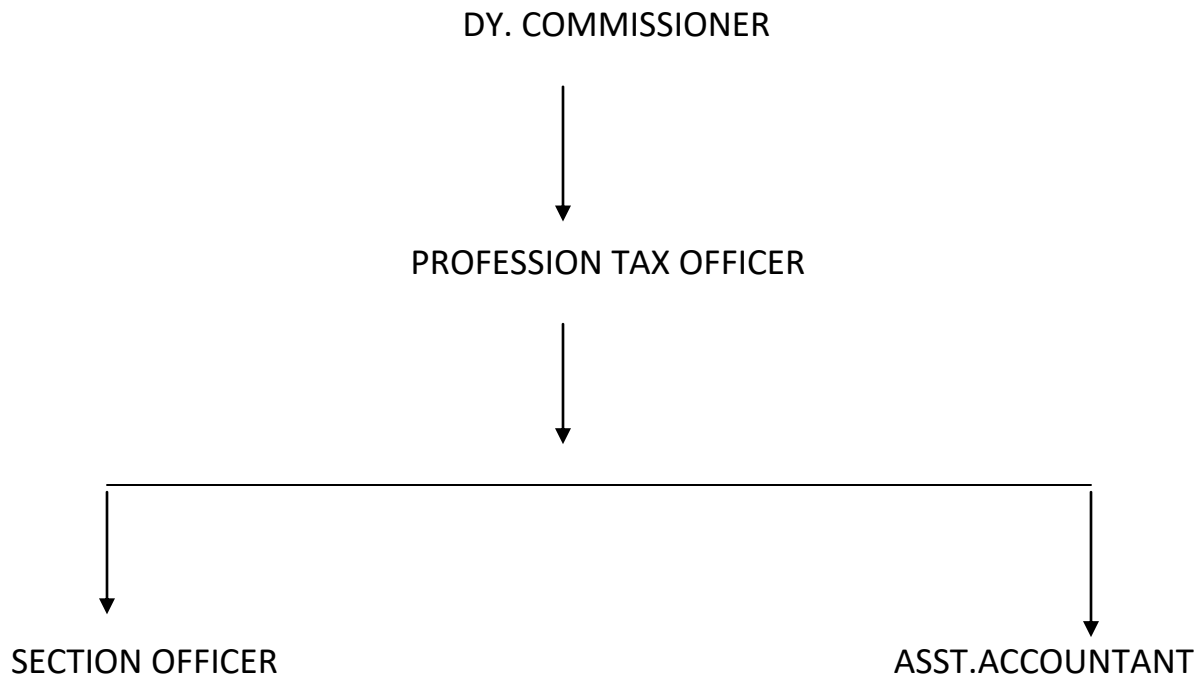 DY. COMMISSIONER
PROFESSION TAX OFFICER
SECTION OFFICER
ASST.ACCOUNTANT